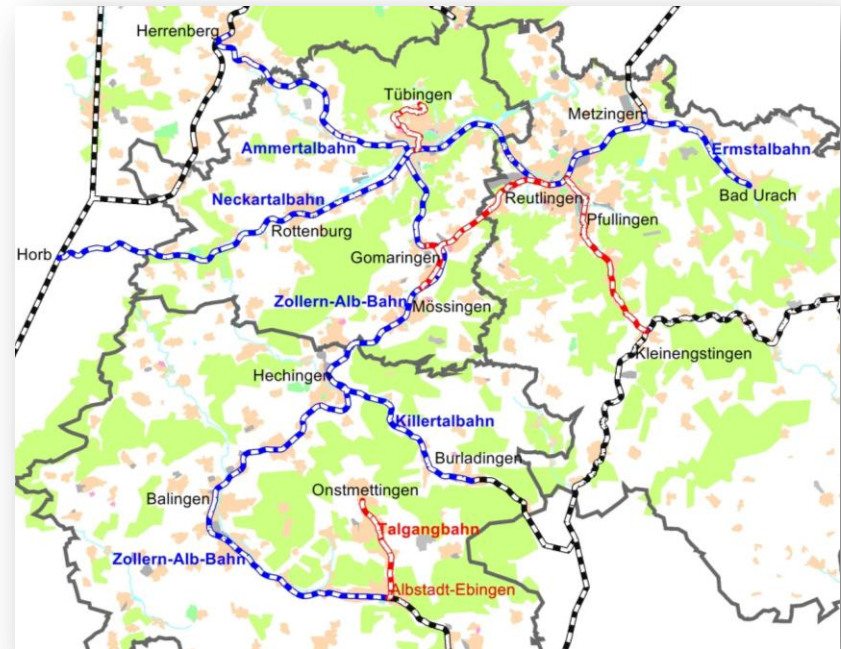 Herrenberg
Tübingen
Metzingen
Ammertalbahn
Ermstalbahn
Neckartalbahn
Reutlingen
Bad Urach
Pfullingen
Rottenburg
Horb
Gomaringen
Zollern-Alb-Bahn
Mössingen
Kleinengstingen
Hechingen
Killertalbahn
Burladingen
Onstmettingen
Balingen
Talgangbahn
Zollern-Alb-Bahn
Albstadt-Ebingen